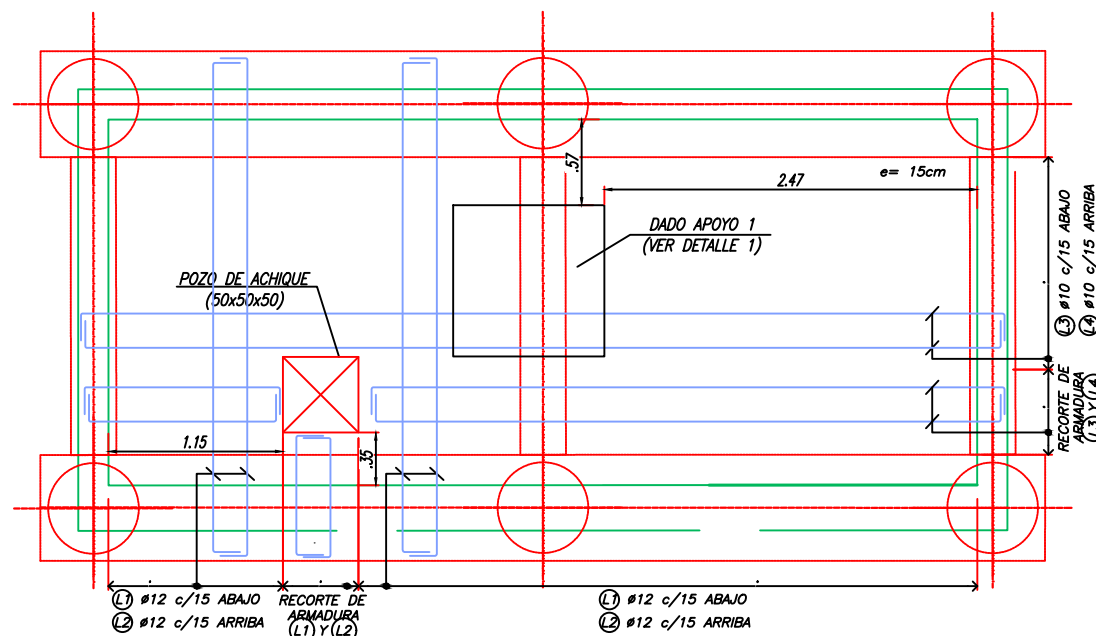 .57
2.47
e= 15cm
DADO APOYO 1
(VER DETALLE 1)
POZO DE ACHIQUE
(50x50x50)
L3 ø10 c/15 ABAJO
L4 ø10 c/15 ARRIBA
RECORTE DE
ARMADURA
(L3) Y (L4)
1.15
.35
L1 ø12 c/15 ABAJO
L2 ø12 c/15 ARRIBA
RECORTE DE
ARMADURA
(L1) Y (L2)
L1 ø12 c/15 ABAJO
L2 ø12 c/15 ARRIBA